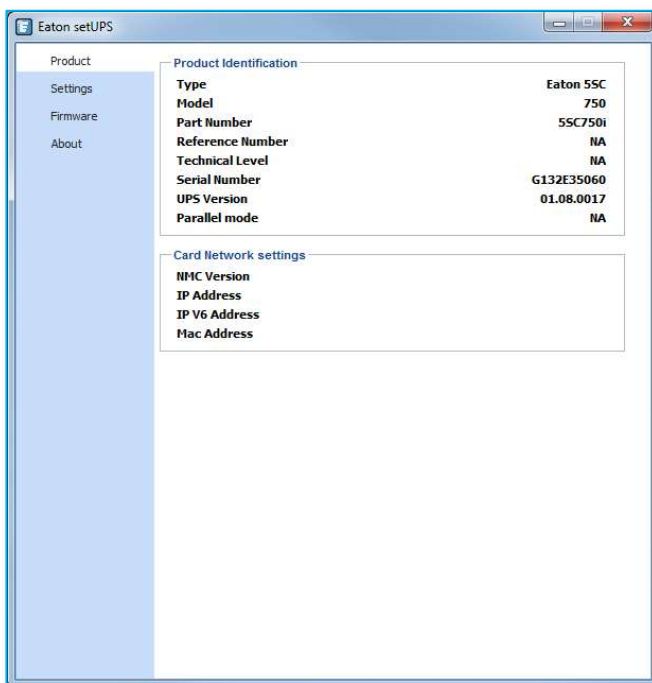 Eaton setUPS
Product
Settings
Firmware
About
Product Identification
Type Eaton 5SC
Model 750
Part Number 5SC750i
Reference Number NA
Technical Level NA
Serial Number G132E35060
UPS Version 01.08.0017
Parallel mode NA
Card Network settings
NMC Version
IP Address
IP V6 Address
Mac Address